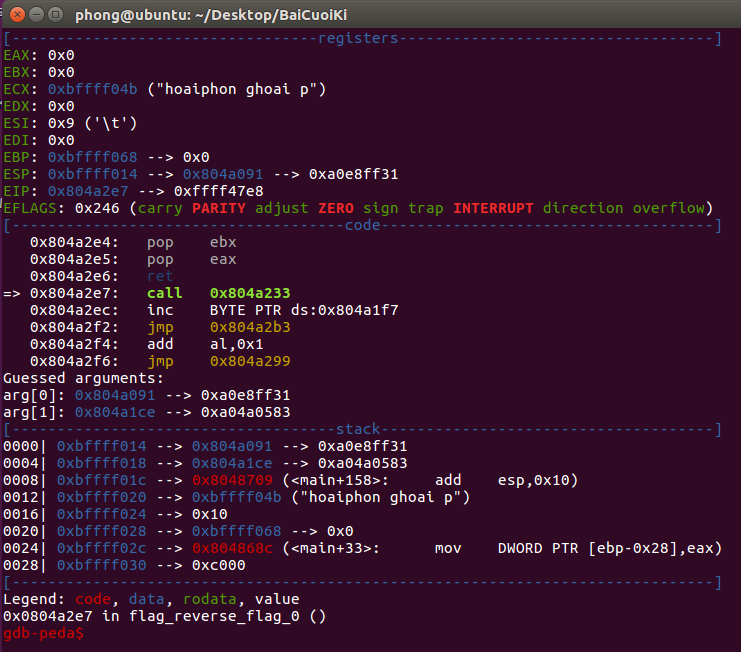 phong@ubuntu: ~/Desktop/BaiCuoiKi
[----------------------------------registers-----------------------------------]
EAX: 0x0
EBX: 0x0
ECX: 0xbffff04b ("hoaiphon ghoai p")
EDX: 0x0
ESI: 0x9 ('\t')
EDI: 0x0
EBP: 0xbffff068 --> 0x0
ESP: 0xbffff014 --> 0x804a091 --> 0xa0e8ff31
EIP: 0x804a2e7 --> 0xffff47e8
EFLAGS: 0x246 (carry PARITY adjust ZERO sign trap INTERRUPT direction overflow)
[-------------------------------------code-------------------------------------]
   0x804a2e4:	pop    ebx
   0x804a2e5:	pop    eax
   0x804a2e6:	ret
=> 0x804a2e7:	call   0x804a233
   0x804a2ec:	inc    BYTE PTR ds:0x804a1f7
   0x804a2f2:	jmp    0x804a2b3
   0x804a2f4:	add    al,0x1
   0x804a2f6:	jmp    0x804a299
Guessed arguments:
arg[0]: 0x804a091 --> 0xa0e8ff31
arg[1]: 0x804a1ce --> 0xa04a0583
[------------------------------------stack-------------------------------------]
0000| 0xbffff014 --> 0x804a091 --> 0xa0e8ff31
0004| 0xbffff018 --> 0x804a1ce --> 0xa04a0583
0008| 0xbffff01c --> 0x8048709 (<main+158>:	add    esp,0x10)
0012| 0xbffff020 --> 0xbffff04b ("hoaiphon ghoai p")
0016| 0xbffff024 --> 0x10
0020| 0xbffff028 --> 0xbffff068 --> 0x0
0024| 0xbffff02c --> 0x804868c (<main+33>:	mov    DWORD PTR [ebp-0x28],eax)
0028| 0xbffff030 --> 0xc000
[------------------------------------------------------------------------------]
Legend: code, data, rodata, value
0x0804a2e7 in flag_reverse_flag_0 ()
gdb-peda$